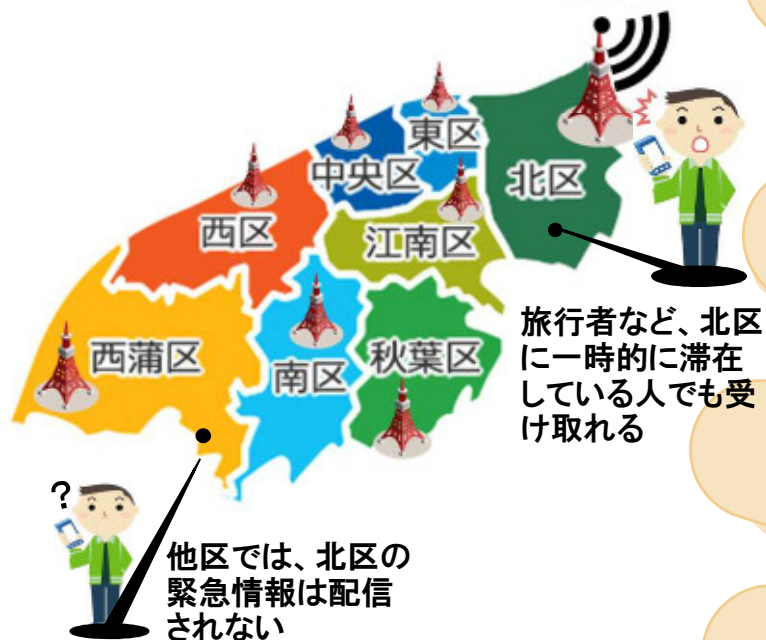 東区
中央区
北区
西区
江南区
西蒲区
南区
秋葉区
旅行者など、北区
に一時的に滞在
している人でも受
け取れる
?
他区では、北区の
緊急情報は配信
されない